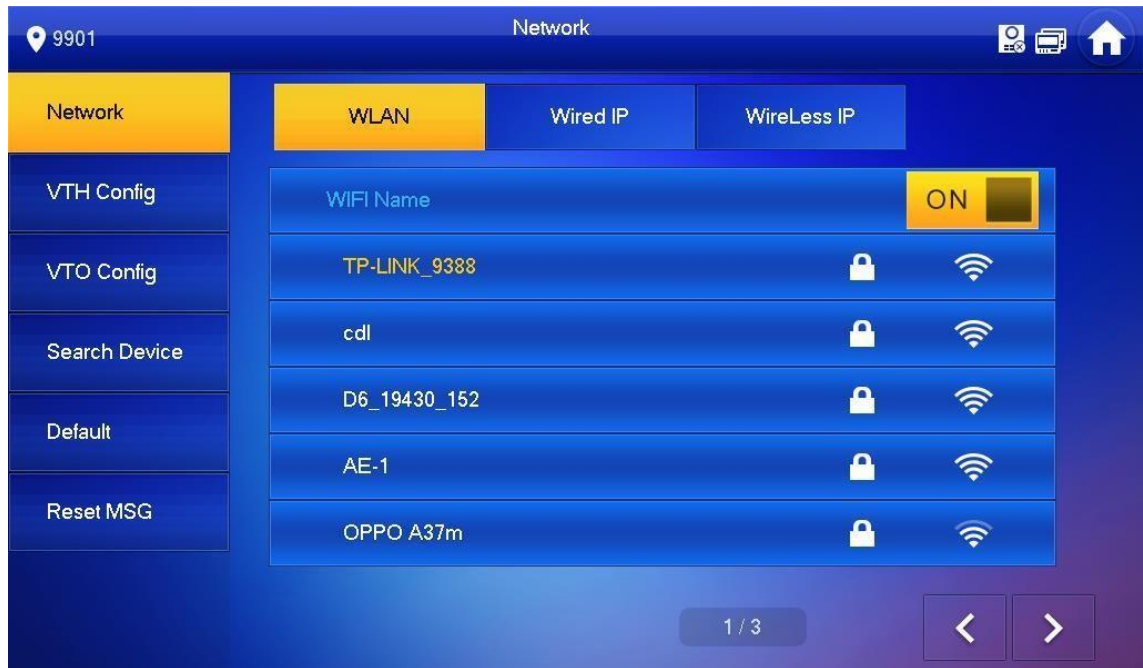 9901
Network
Network
WLAN
Wired IP
WireLess IP
VTH Config
WIFI Name
ON
VTO Config
TP-LINK_9388
Search Device
cdl
D6_19430_152
Default
AE-1
Reset MSG
OPPO A37m
1 / 3